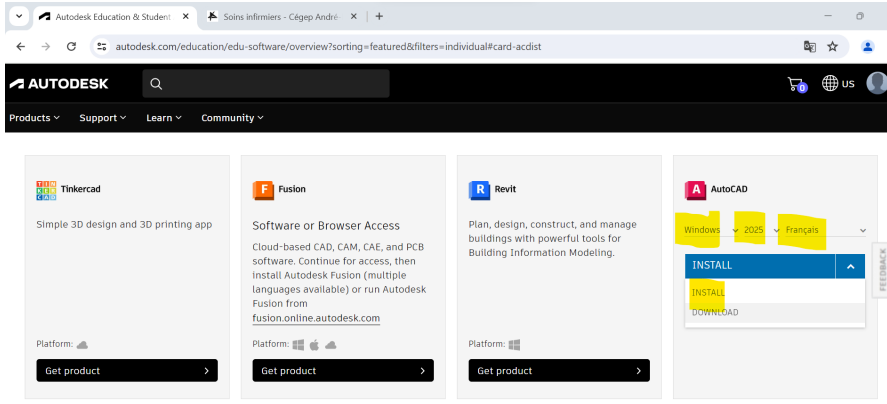 Autodesk Education & Student
Soins infirmiers - Cégep André-
autodesk.com/education/edu-software/overview?sorting=featured&filters=individual#card-acdist
AUTODESK
0
US
Products
Support
Learn
Community
TIN
KER
CAD
Tinkercad
Simple 3D design and 3D printing app
Platform:
Get product
F
Fusion
Software or Browser Access
Cloud-based CAD, CAM, CAE, and PCB
software. Continue for access, then
install Autodesk Fusion (multiple
languages available) or run Autodesk
Fusion from
fusion.online.autodesk.com
Platform:
Get product
R
Revit
Plan, design, construct, and manage
buildings with powerful tools for
Building Information Modeling.
Platform:
Get product
A
AutoCAD
Windows 2025 Français
INSTALL
INSTALL
DOWNLOAD
FEEDBACK